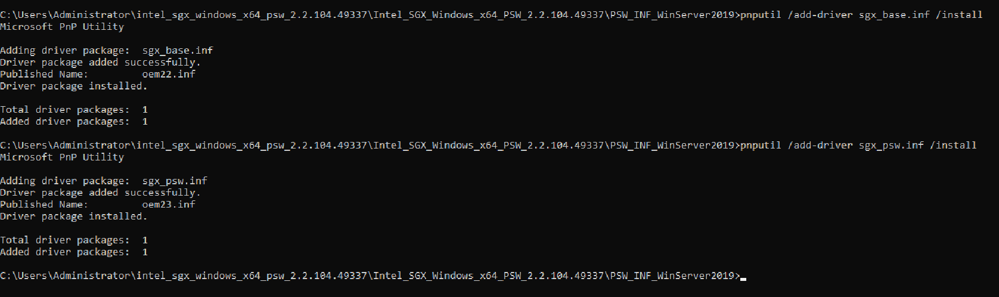 C:\Users\Administrator\intel_sgx_windows_x64_psw_2.2.104.49337\Intel_SGX_Windows_x64_PSW_2.2.104.49337\PSW_INF_WinServer2019>pnputil /add-driver sgx_base.inf /install
Microsoft PnP Utility
Adding driver package:  sgx_base.inf
Driver package added successfully.
Published Name:         oem22.inf
Driver package installed.
Total driver packages:  1
Added driver packages:  1
C:\Users\Administrator\intel_sgx_windows_x64_psw_2.2.104.49337\Intel_SGX_Windows_x64_PSW_2.2.104.49337\PSW_INF_WinServer2019>pnputil /add-driver sgx_psw.inf /install
Microsoft PnP Utility
Adding driver package:  sgx_psw.inf
Driver package added successfully.
Published Name:         oem23.inf
Driver package installed.
Total driver packages:  1
Added driver packages:  1
C:\Users\Administrator\intel_sgx_windows_x64_psw_2.2.104.49337\Intel_SGX_Windows_x64_PSW_2.2.104.49337\PSW_INF_WinServer2019>